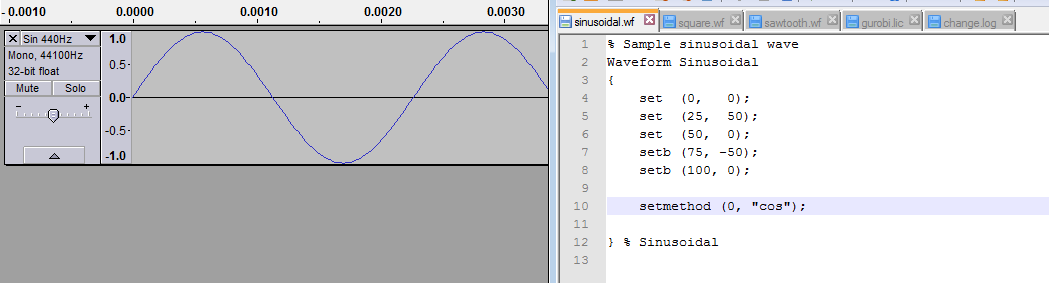 - 0.0010 0.0000 0.0010 0.0020 0.0030
Sin 440Hz
Mono, 44100Hz
32-bit float
Mute Solo
- +
1.0
0.5
0.0
-0.5
-1.0
sinusoidal.wf square.wf sawtooth.wf gurobi.lic change.log
1 % Sample sinusoidal wave
2 Waveform Sinusoidal
3 {
4 set (0, 0);
5 set (25, 50);
6 set (50, 0);
7 setb (75, -50);
8 setb (100, 0);
9
10 setmethod (0, "cos");
11
12 } % Sinusoidal
13